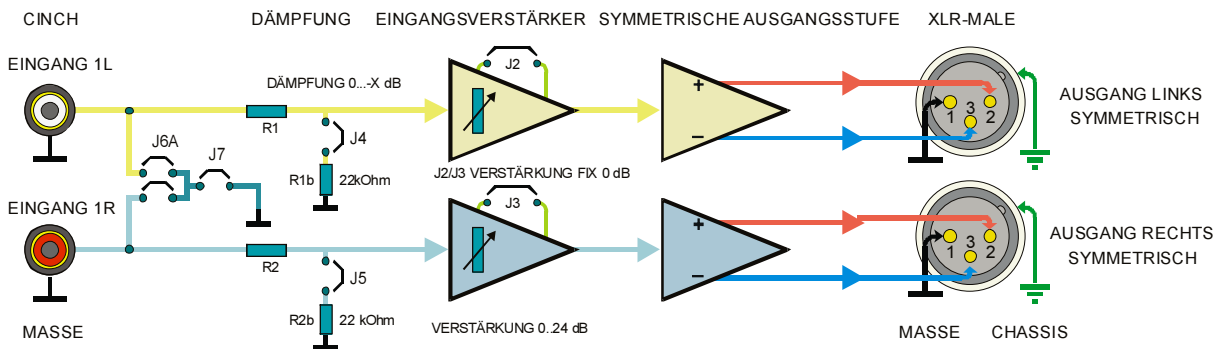 CINCH DÄMPFUNG EINGANGSVERSTÄRKER SYMMETRISCHE AUSGANGSSTUFE XLR-MALE
EINGANG 1L
DÄMPFUNG 0...-X dB
J2
+
−
R1
J4
J6A
J7
R1b
22kOhm
J2/J3 VERSTÄRKUNG FIX 0 dB
1
3
2
AUSGANG LINKS
SYMMETRISCH
EINGANG 1R
J3
+
−
R2
J5
R2b
22 kOhm
VERSTÄRKUNG 0..24 dB
1
3
2
AUSGANG RECHTS
SYMMETRISCH
MASSE
MASSE
CHASSIS